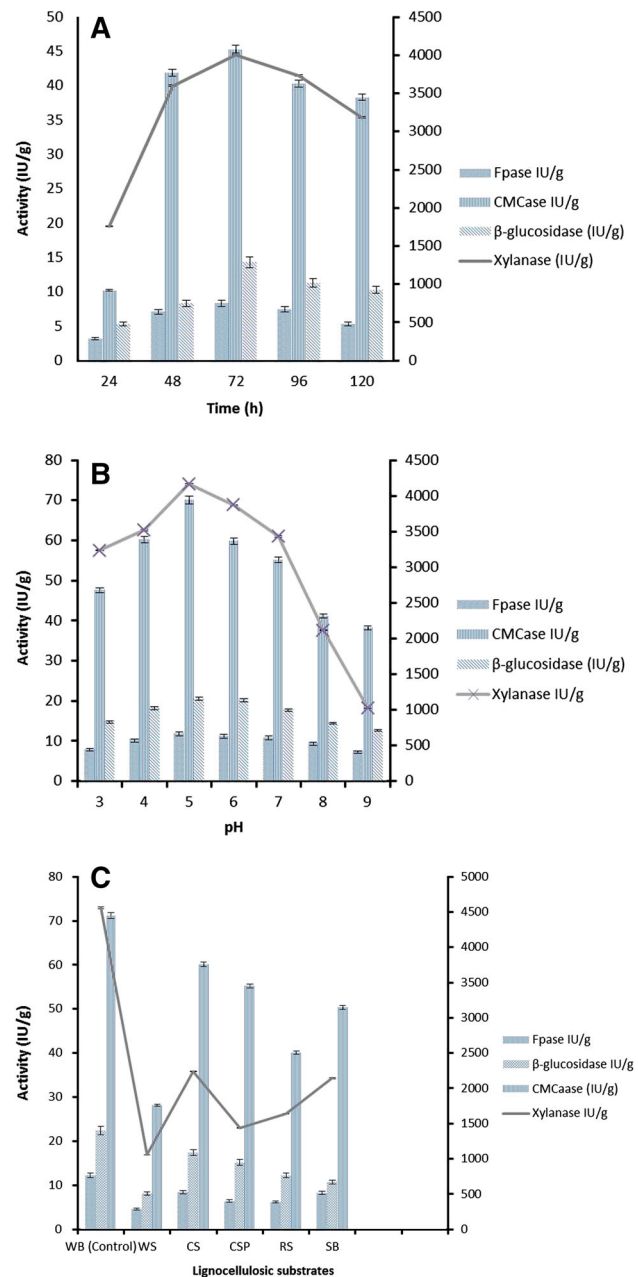 A
50
45
40
35
30
25
20
15
10
5
0
Activity (IU/g)
4500
4000
3500
3000
2500
2000
1500
1000
500
0
24 48 72 96 120
Time (h)
Fpase IU/g
CMCase IU/g
β-glucosidase (IU/g)
Xylanase (IU/g)
B
80
70
60
50
40
30
20
10
0
Activity (IU/g)
4500
4000
3500
3000
2500
2000
1500
1000
500
0
3 4 5 6 7 8 9
pH
Fpase IU/g
CMCase IU/g
β-glucosidase (IU/g)
Xylanase IU/g
C
80
70
60
50
40
30
20
10
0
Activity (IU/g)
5000
4500
4000
3500
3000
2500
2000
1500
1000
500
0
WB (Control) WS CS CSP RS SB
Lignocellulosic substrates
Fpase IU/g
β-glucosidase IU/g
CMCaase (IU/g)
Xylanase IU/g